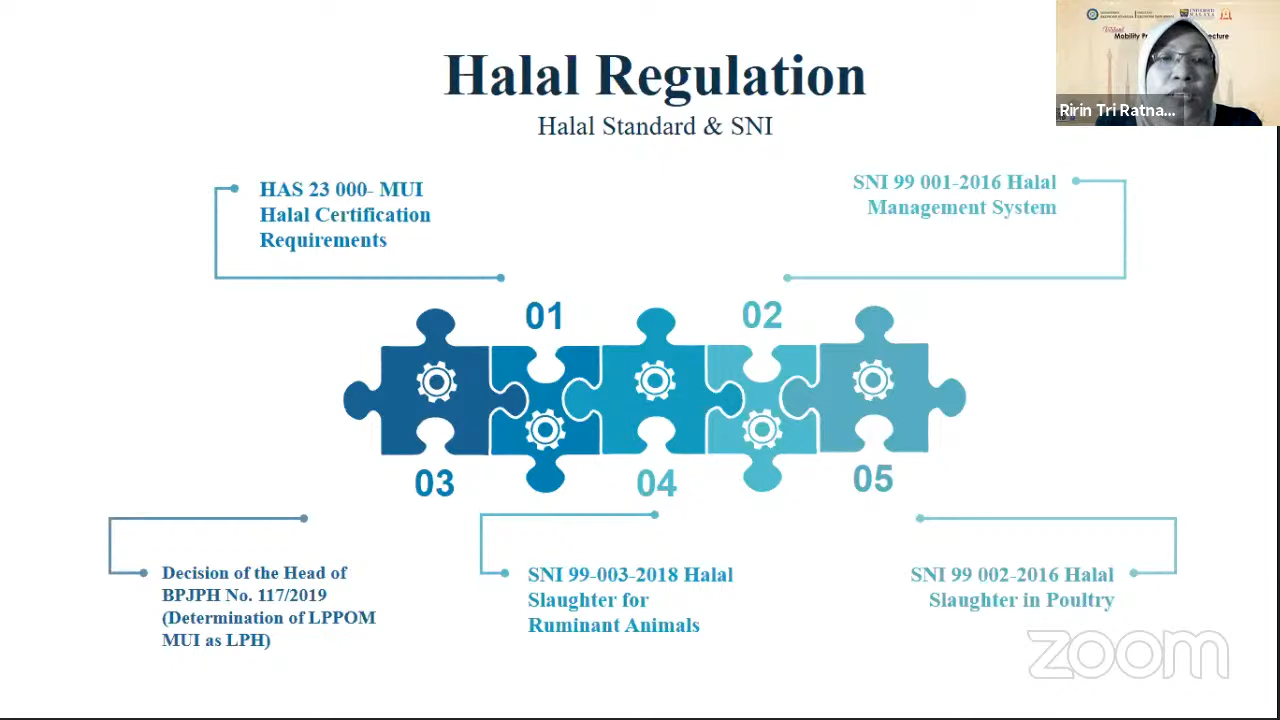 Halal Regulation
Halal Standard & SNI
UNIVERSITI
MALAYA
Mobility
Ririn Tri Ratna...
HAS 23 000- MUI
Halal Certification
Requirements
SNI 99 001-2016 Halal
Management System
01
02
03
04
05
Decision of the Head of
BPJPH No. 117/2019
(Determination of LPPOM
MUI as LPH)
SNI 99-003-2018 Halal
Slaughter for
Ruminant Animals
SNI 99 002-2016 Halal
Slaughter in Poultry
zoom